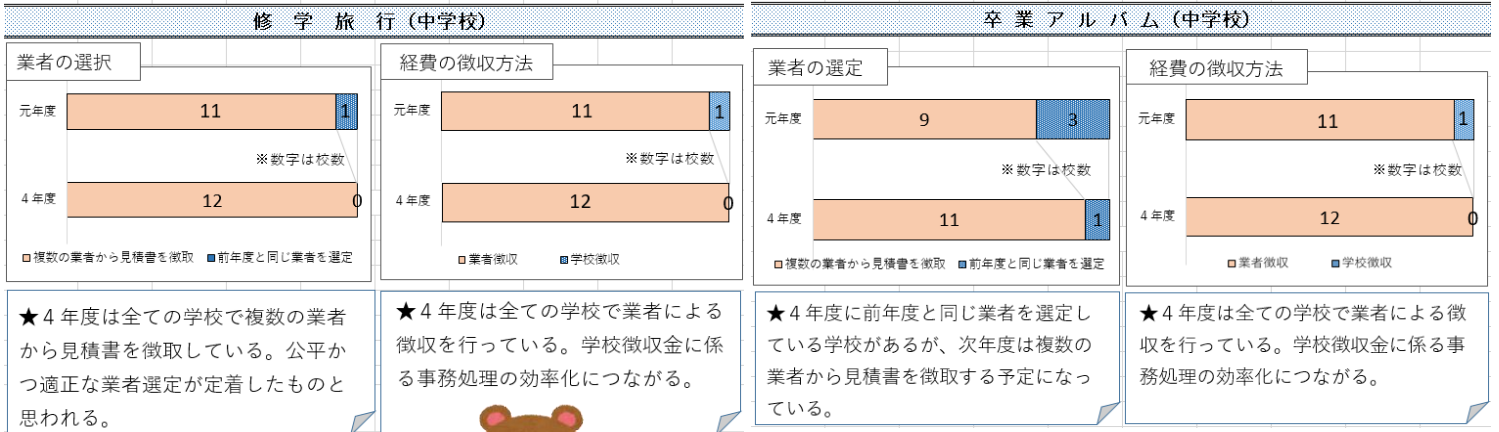 修 学 旅 行（中学校）
業者の選択
元年度
11
1
※数字は校数
4年度
12
0
複数の業者から見積書を徴取 前年度と同じ業者を選定
★４年度は全ての学校で複数の業者
から見積書を徴取している。公平か
つ適正な業者選定が定着したものと
思われる。
経費の徴収方法
元年度
11
1
※数字は校数
4年度
12
0
業者徴収 学校徴収
★４年度は全ての学校で業者による
徴収を行っている。学校徴収金に係
る事務処理の効率化につながる。
卒 業 ア ル バ ム（中学校）
業者の選定
元年度
9
3
※数字は校数
4年度
11
1
複数の業者から見積書を徴取 前年度と同じ業者を選定
★４年度に前年度と同じ業者を選定し
ている学校があるが、次年度は複数の
業者から見積書を徴取する予定になっ
ている。
経費の徴収方法
元年度
11
1
※数字は校数
4年度
12
0
業者徴収 学校徴収
★４年度は全ての学校で業者による徴
収を行っている。学校徴収金に係る事
務処理の効率化につながる。